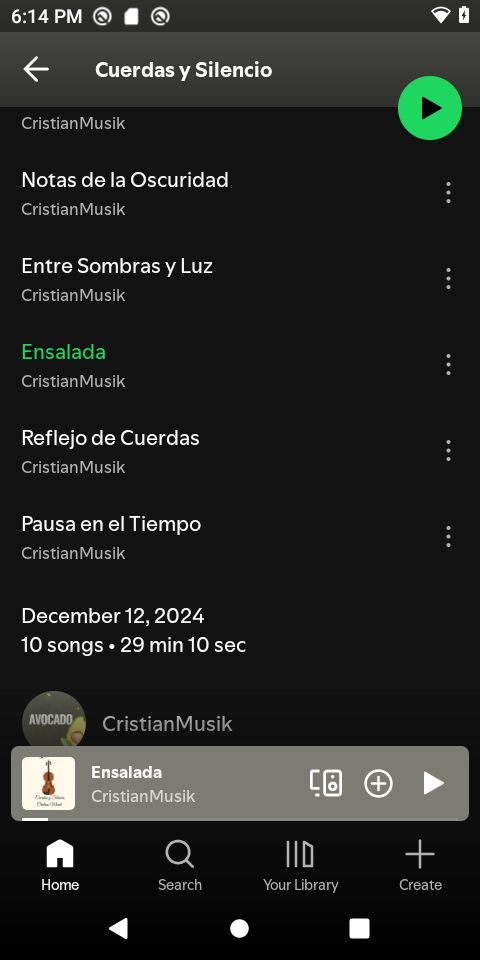 6:14 PM
Cuerdas y Silencio
CristianMusik
Notas de la Oscuridad
CristianMusik
Entre Sombras y Luz
CristianMusik
Ensalada
CristianMusik
Reflejo de Cuerdas
CristianMusik
Pausa en el Tiempo
CristianMusik
December 12, 2024
10 songs • 29 min 10 sec
AVOCADO
CristianMusik
Ensalada
CristianMusik
Home
Search
Your Library
Create